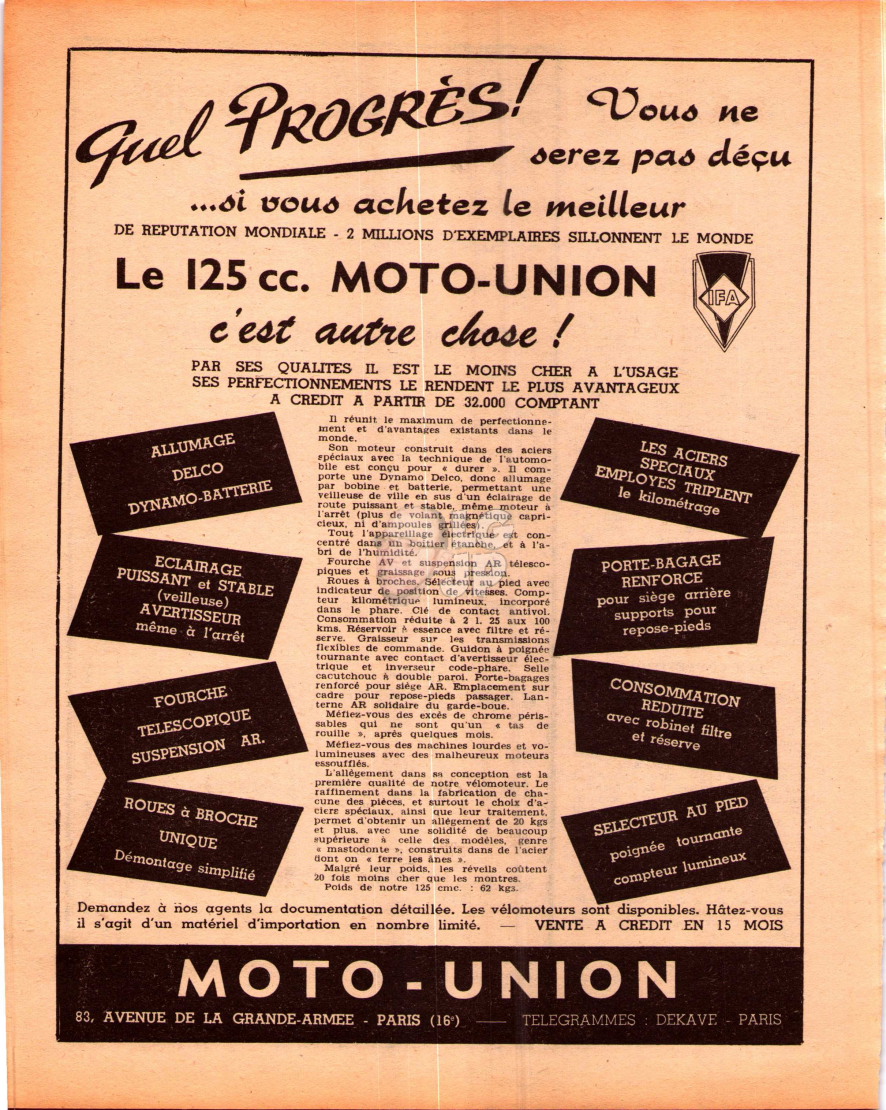 Quel PROGRÈS!
Vous ne
serez pas déçu
...si vous achetez le meilleur
DE REPUTATION MONDIALE - 2 MILLIONS D'EXEMPLAIRES SILLONNENT LE MONDE
Le 125 cc. MOTO-UNION
IFA
c'est autre chose !
PAR SES QUALITES IL EST LE MOINS CHER A L'USAGE
SES PERFECTIONNEMENTS LE RENDENT LE PLUS AVANTAGEUX
A CREDIT A PARTIR DE 32.000 COMPTANT
ALLUMAGE
DELCO
DYNAMO-BATTERIE
ECLAIRAGE
PUISSANT et STABLE
(veilleuse)
AVERTISSEUR
même à l'arrêt
FOURCHE
TELESCOPIQUE
SUSPENSION AR.
ROUES à BROCHE
UNIQUE
Démontage simplifié
Il réunit le maximum de perfectionne-
ment et d'avantages existants dans le
monde.
Son moteur construit dans des aciers
spéciaux avec la technique de l'automo-
bile est conçu pour « durer ». Il com-
porte une Dynamo Delco, donc allumage
par bobine et batterie, permettant une
veilleuse de ville en sus d'un éclairage de
route puissant et stable, même moteur à
l'arrêt (plus de volant magnétique capri-
cieux, ni d'ampoules grillées).
Tout l'appareillage électrique est con-
centré dans un boîtier étanche, et à l'a-
bri de l'humidité.
Fourche AV et suspension AR télesco-
piques et graissage sous pression.
Roues à broches. Sélecteur au pied avec
indicateur de position de vitesses. Comp-
teur kilométrique lumineux, incorporé
dans le phare. Clé de contact antivol.
Consommation réduite à 2 l. 25 aux 100
kms. Réservoir à essence avec filtre et ré-
serve. Graisseur sur les transmissions
flexibles de commande. Guidon à poignée
tournante avec contact d'avertisseur élec-
trique et inverseur code-phare. Selle
cacutchouc à double paroi. Porte-bagages
renforcé pour siège AR. Emplacement sur
cadre pour repose-pieds passager. Lan-
terne AR solidaire du garde-boue.
Méfiez-vous des excés de chrome péris-
sables qui ne sont qu'un « tas de
rouille », après quelques mois.
Méfiez-vous des machines lourdes et vo-
lumineuses avec des malheureux moteurs
essoufflés.
L'allégement dans sa conception est la
première qualité de notre vélomoteur. Le
raffinement dans la fabrication de cha-
cune des pièces, et surtout le choix d'a-
ciers spéciaux, ainsi que leur traitement,
permet d'obtenir un allégement de 20 kgs
et plus, avec une solidité de beaucoup
supérieure à celle des modèles, genre
« mastodonte », construits dans de l'acier
dont on « ferre les ânes ».
Malgré leur poids, les réveils coûtent
20 fois moins cher que les montres.
Poids de notre 125 cmc. : 62 kgs.
LES ACIERS
SPECIAUX
EMPLOYES TRIPLENT
le kilométrage
PORTE-BAGAGE
RENFORCE
pour siège arrière
supports pour
repose-pieds
CONSOMMATION
REDUITE
avec robinet filtre
et réserve
SELECTEUR AU PIED
poignée tournante
compteur lumineux
Demandez à nos agents la documentation détaillée. Les vélomoteurs sont disponibles. Hâtez-vous
il s'agit d'un matériel d'importation en nombre limité. — VENTE A CREDIT EN 15 MOIS
MOTO - UNION
83, AVENUE DE LA GRANDE-ARMEE - PARIS (16e) — TELEGRAMMES : DEKAVE - PARIS